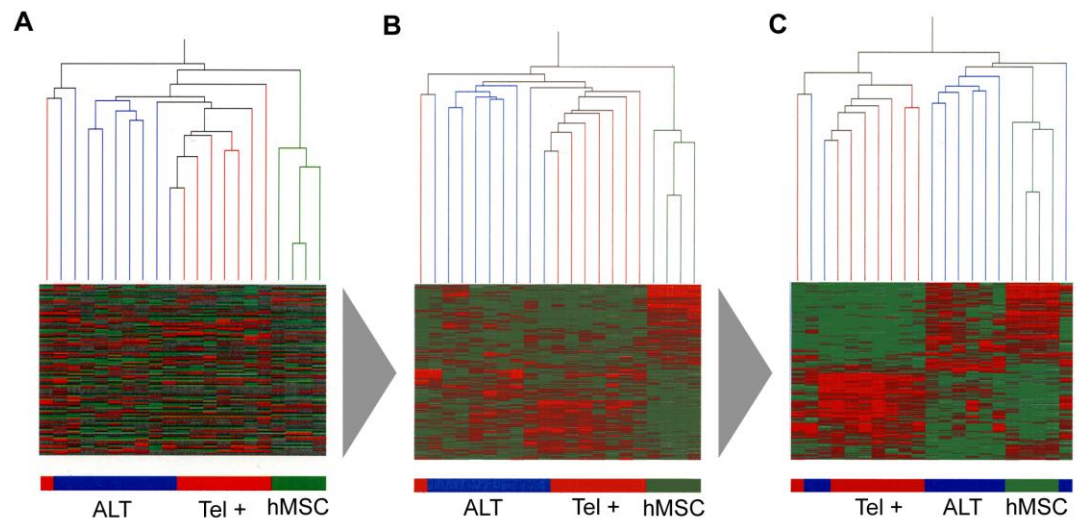 A
B
C
ALT Tel + hMSC
ALT Tel + hMSC
Tel + ALT hMSC